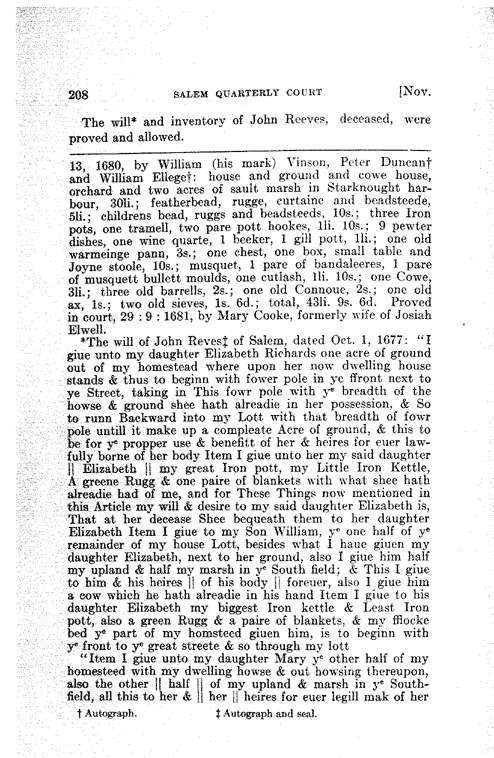 208 SALEM QUARTERLY COURT [Nov.
The will* and inventory of John Reeves, deceased, were
proved and allowed.
13, 1680, by William (his mark) Vinson, Peter Duncan†
and William Ellege†: house and ground and cowe house,
orchard and two acres of sault marsh in Starknought har-
bour, 30li.; featherbead, rugge, curtainc and beadsteede,
5li.; childrens bead, ruggs and beadsteeds, 10s.; three Iron
pots, one tramell, two pare pott hookes, 1li. 10s.; 9 pewter
dishes, one wine quarte, 1 beeker, 1 gill pott, 1li.; one old
warmeinge pann, 3s.; one chest, one box, small table and
Joyne stoole, 10s.; musquet, 1 pare of bandaleeres, 1 pare
of musquett bullett moulds, one cutlash, 1li. 10s.; one Cowe,
3li.; three old barrells, 2s.; one old Connoue, 2s.; one old
ax, 1s.; two old sieves, 1s. 6d.; total, 43li. 9s. 6d. Proved
in court, 29 : 9 : 1681, by Mary Cooke, formerly wife of Josiah
Elwell.
*The will of John Reves‡ of Salem, dated Oct. 1, 1677: "I
giue unto my daughter Elizabeth Richards one acre of ground
out of my homestead where upon her now dwelling house
stands & thus to beginn with fower pole in ye ffront next to
ye Street, taking in This fowr pole with yᵉ breadth of the
howse & ground shee hath alreadie in her possession, & So
to runn Backward into my Lott with that breadth of fowr
pole untill it make up a compleate Acre of ground, & this to
be for yᵉ propper use & benefitt of her & heires for euer law-
fully borne of her body Item I giue unto her my said daughter
|| Elizabeth || my great Iron pott, my Little Iron Kettle,
A greene Rugg & one paire of blankets with what shee hath
alreadie had of me, and for These Things now mentioned in
this Article my will & desire to my said daughter Elizabeth is,
That at her decease Shee bequeath them to her daughter
Elizabeth Item I giue to my Son William, yᵉ one half of yᵉ
remainder of my house Lott, besides what I haue giuen my
daughter Elizabeth, next to her ground, also I giue him half
my upland & half my marsh in yᵉ South field; & This I giue
to him & his heires || of his body || foreuer, also I giue him
a cow which he hath alreadie in his hand Item I giue to his
daughter Elizabeth my biggest Iron kettle & Least Iron
pott, also a green Rugg & a paire of blankets, & my fflocke
bed yᵉ part of my homsteed giuen him, is to begin with
yᵉ front to yᵉ great streete & so through my lott
"Item I giue unto my daughter Mary yᵉ other half of my
homesteed with my dwelling howse & out howsing thereupon,
also the other || half || of my upland & marsh in yᵉ South-
field, all this to her & || her || heires for euer legill mak of her
† Autograph. ‡ Autograph and seal.